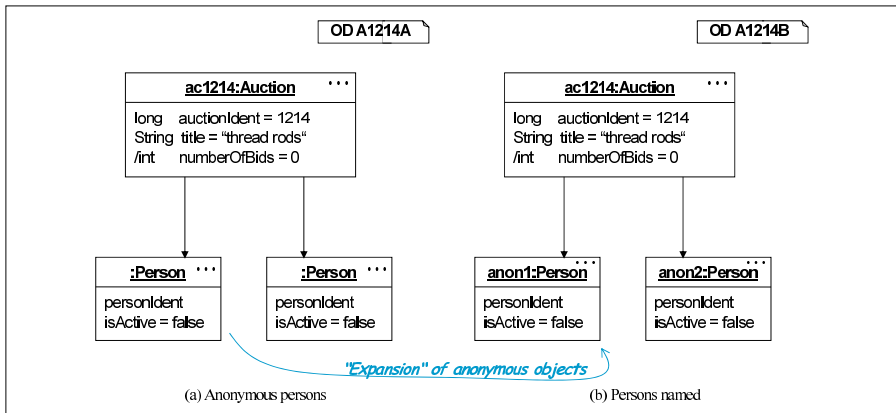 OD A1214A
OD A1214B
ac1214:Auction ...
long auctionIdent = 1214
String title = “thread rods“
/int numberOfBids = 0
ac1214:Auction ...
long auctionIdent = 1214
String title = “thread rods“
/int numberOfBids = 0
:Person ...
personIdent
isActive = false
:Person ...
personIdent
isActive = false
anon1:Person ...
personIdent
isActive = false
anon2:Person ...
personIdent
isActive = false
"Expansion" of anonymous objects
(a) Anonymous persons
(b) Persons named